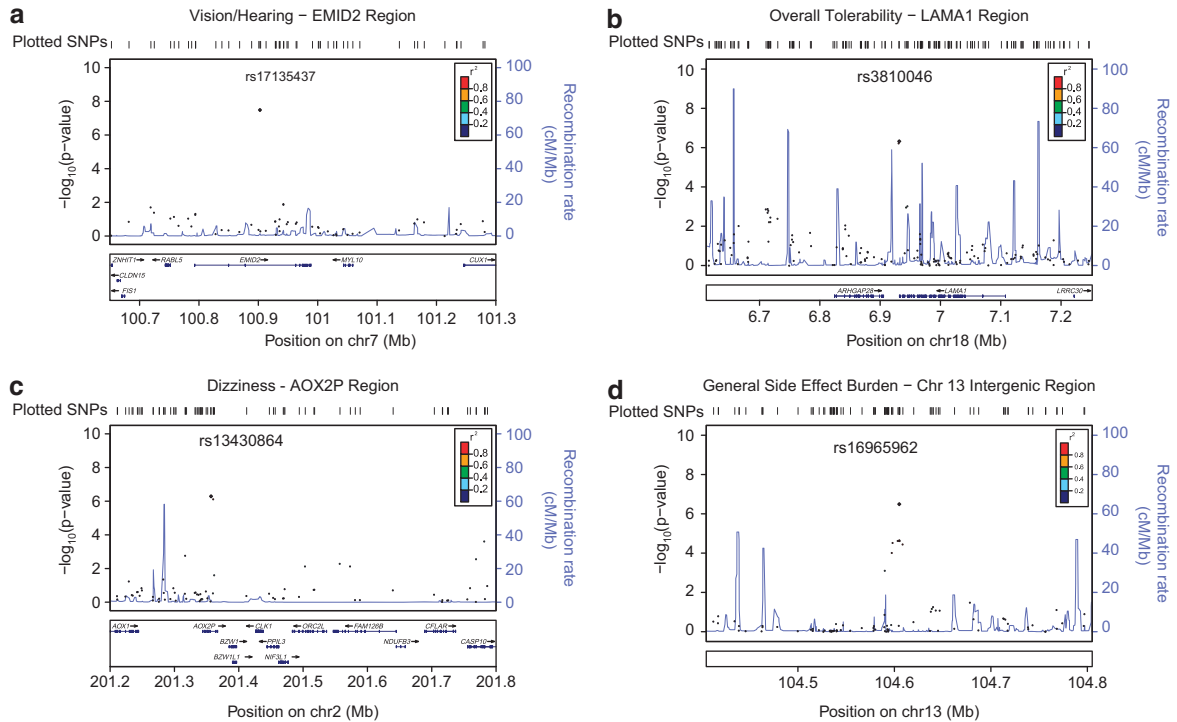 a
Vision/Hearing – EMID2 Region
Plotted SNPs
rs17135437
r²
0.8
0.6
0.4
0.2
10
8
6
4
2
0
−log10(p−value)
100
80
60
40
20
0
Recombination rate
(cM/Mb)
ZNHIT1
RABL5
EMID2
MYL10
CUX1
CLDN15
FIS1
100.7 100.8 100.9 101 101.1 101.2 101.3
Position on chr7 (Mb)
b
Overall Tolerability – LAMA1 Region
Plotted SNPs
rs3810046
r²
0.8
0.6
0.4
0.2
10
8
6
4
2
0
−log10(p−value)
100
80
60
40
20
0
Recombination rate
(cM/Mb)
ARHGAP28
LAMA1
LRRC30
6.7 6.8 6.9 7 7.1 7.2
Position on chr18 (Mb)
c
Dizziness - AOX2P Region
Plotted SNPs
rs13430864
r²
0.8
0.6
0.4
0.2
10
8
6
4
2
0
−log10(p−value)
100
80
60
40
20
0
Recombination rate
(cM/Mb)
AOX1
AOX2P
CLK1
ORC2L
FAM126B
CFLAR
BZW1
PPIL3
NDUFB3
CASP10
BZW1L1
NIF3L1
201.2 201.3 201.4 201.5 201.6 201.7 201.8
Position on chr2 (Mb)
d
General Side Effect Burden – Chr 13 Intergenic Region
Plotted SNPs
rs16965962
r²
0.8
0.6
0.4
0.2
10
8
6
4
2
0
−log10(p−value)
100
80
60
40
20
0
Recombination rate
(cM/Mb)
104.5 104.6 104.7 104.8
Position on chr13 (Mb)